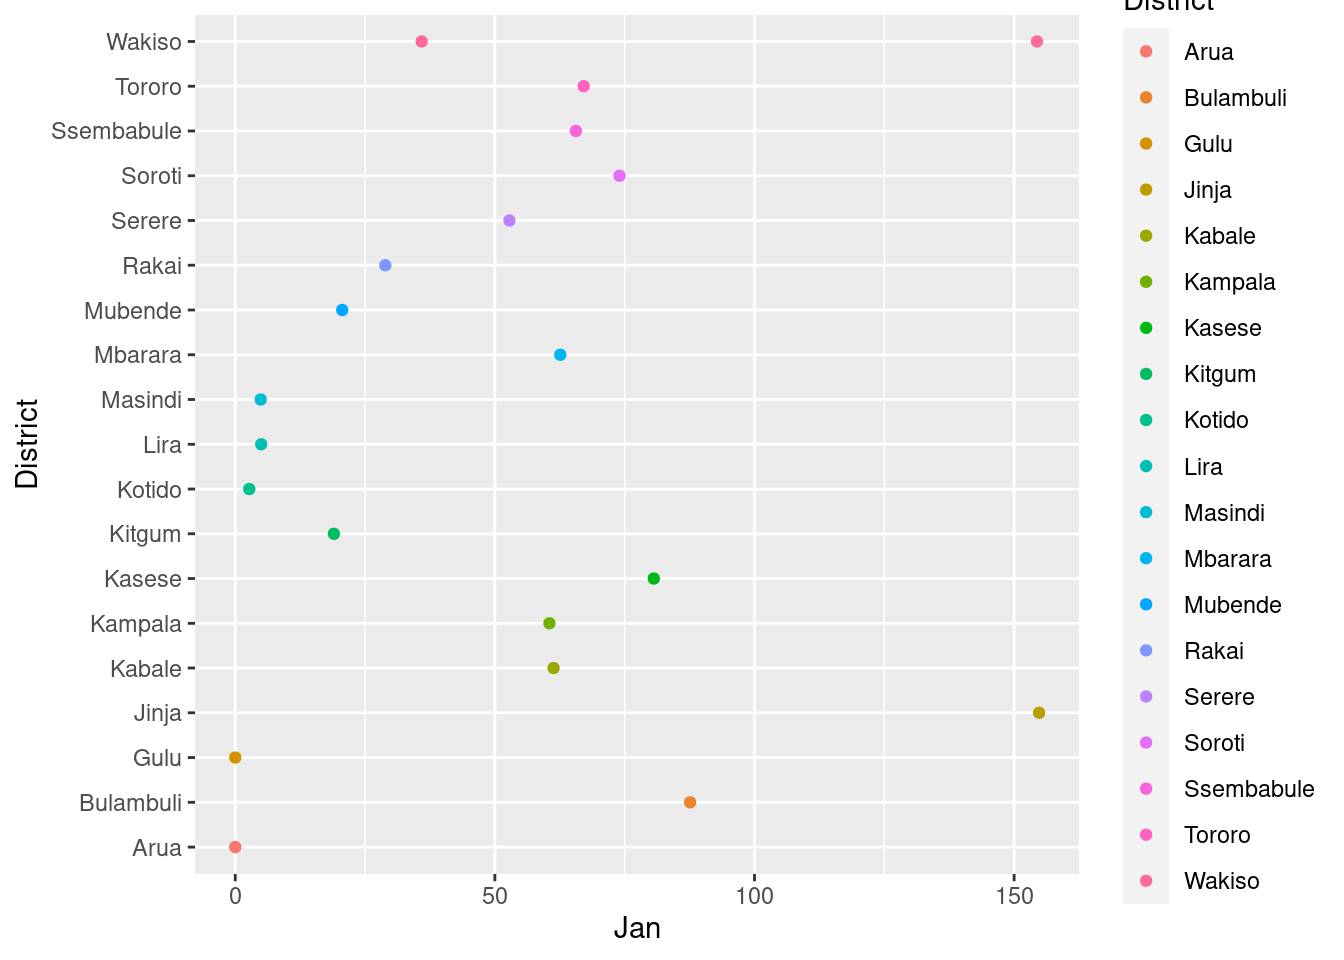 Wakiso
Tororo
Ssembabule
Soroti
Serere
Rakai
Mubende
Mbarara
Masindi
Lira
Kotido
Kitgum
Kasese
Kampala
Kabale
Jinja
Gulu
Bulambuli
Arua
District
0 50 100 150
Jan
District
Arua
Bulambuli
Gulu
Jinja
Kabale
Kampala
Kasese
Kitgum
Kotido
Lira
Masindi
Mbarara
Mubende
Rakai
Serere
Soroti
Ssembabule
Tororo
Wakiso